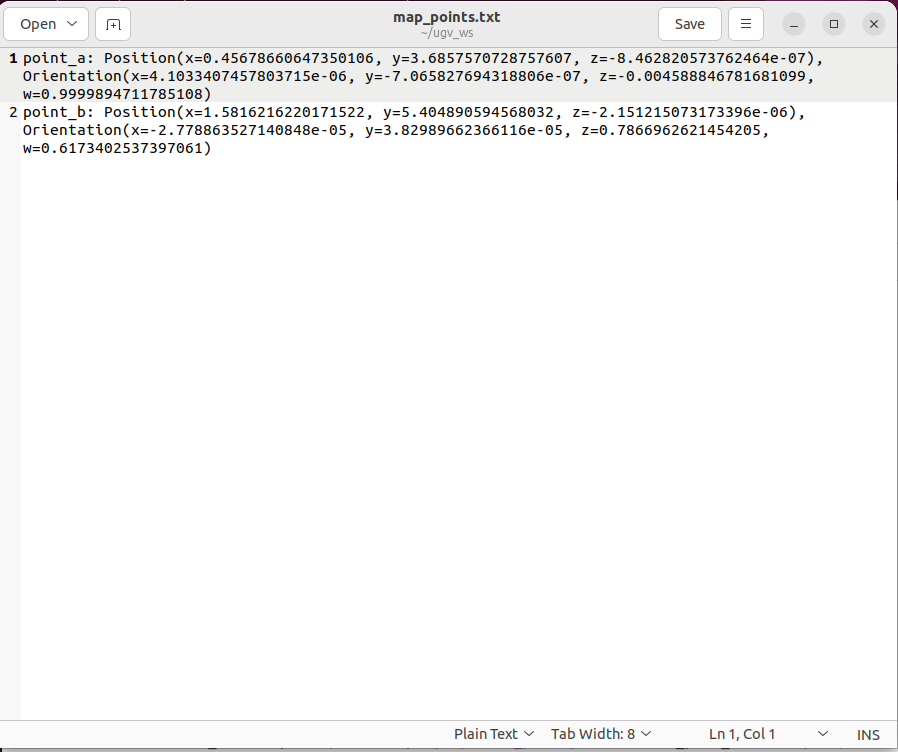 Open
map_points.txt
~/ugv_ws
Save
1 point_a: Position(x=0.45678660647350106, y=3.6857570728757607, z=-8.462820573762464e-07),
Orientation(x=4.1033407457803715e-06, y=-7.065827694318806e-07, z=-0.004588846781681099,
w=0.9999894711785108)
2 point_b: Position(x=1.5816216220171522, y=5.404890594568032, z=-2.151215073173396e-06),
Orientation(x=-2.778863527140848e-05, y=3.82989662366116e-05, z=0.7866962621454205,
w=0.6173402537397061)
Plain Text Tab Width: 8 Ln 1, Col 1 INS